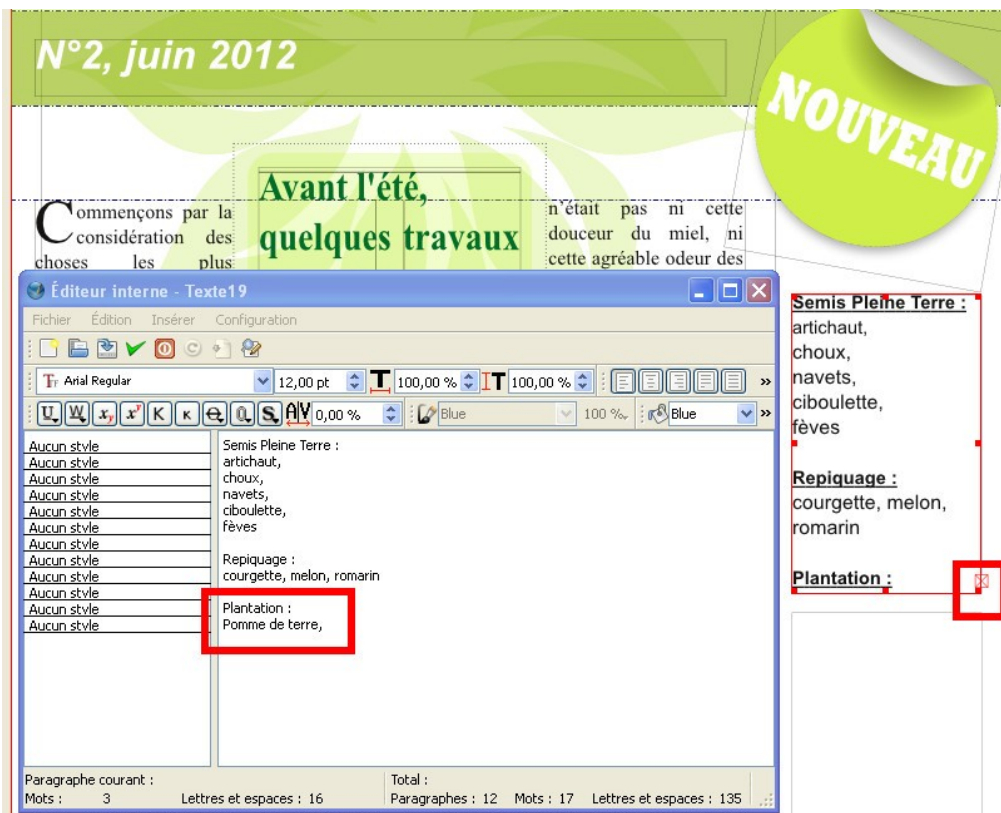 N°2, juin 2012
NOUVEAU
Avant l'été,
quelques travaux
Commençons par la
considération des
choses les plus
n'était pas ni cette
douceur du miel, ni
cette agréable odeur des
Semis Pleine Terre :
artichaut,
choux,
navets,
ciboulette,
fèves
Repiquage :
courgette, melon,
romarin
Plantation :
Éditeur interne - Texte19
Fichier Édition Insérer Configuration
Arial Regular 12,00 pt 100,00 % 100,00 % »
0,00 % Blue 100 % Blue »
Aucun style
Aucun style
Aucun style
Aucun style
Aucun style
Aucun style
Aucun style
Aucun style
Aucun style
Aucun style
Aucun style
Aucun style
Semis Pleine Terre :
artichaut,
choux,
navets,
ciboulette,
fèves
Repiquage :
courgette, melon, romarin
Plantation :
Pomme de terre,
Paragraphe courant :
Mots : 3 Lettres et espaces : 16
Total :
Paragraphes : 12 Mots : 17 Lettres et espaces : 135